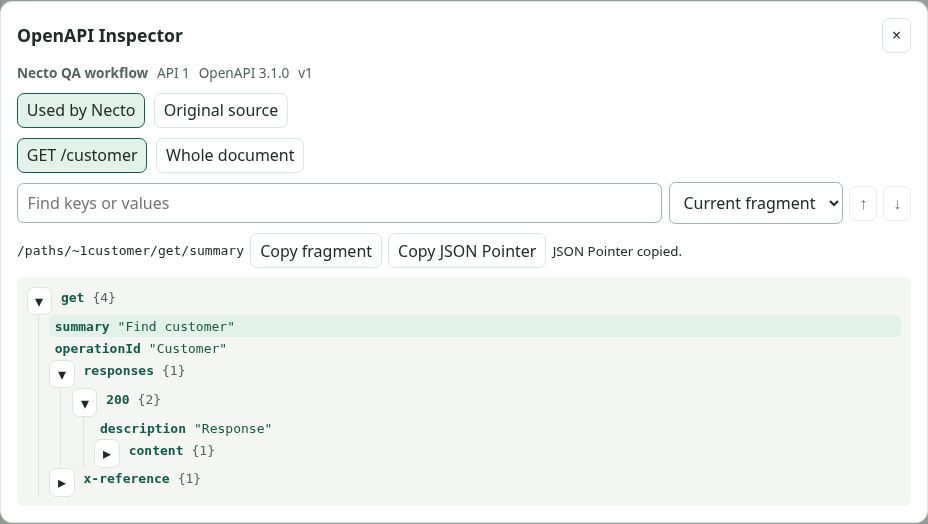 OpenAPI Inspector ×
Necto QA workflow API 1 OpenAPI 3.1.0 v1
Used by Necto Original source
GET /customer Whole document
Find keys or values Current fragment ↑ ↓
/paths/~1customer/get/summary Copy fragment Copy JSON Pointer JSON Pointer copied.
▼ get {4}
summary "Find customer"
operationId "Customer"
▼ responses {1}
▼ 200 {2}
description "Response"
▶ content {1}
▶ x-reference {1}